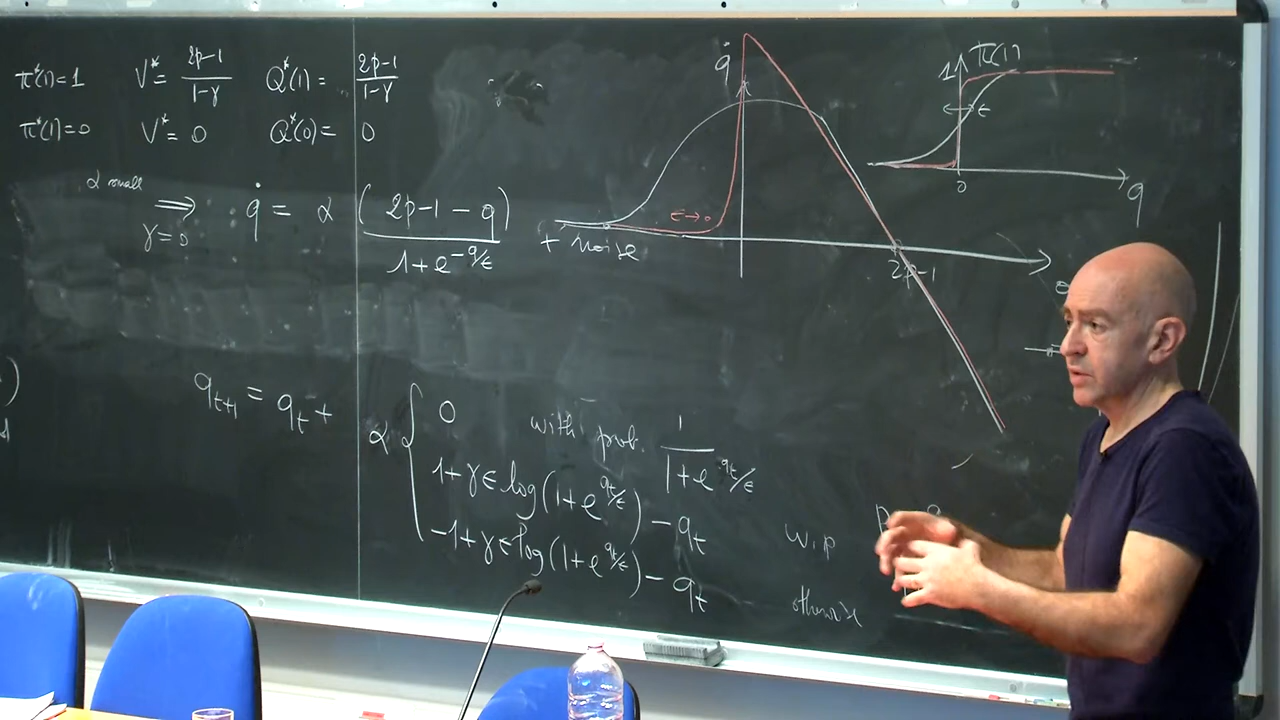 π*(1)=1 V*= (2p-1)/(1-γ) Q*(1)= (2p-1)/(1-γ)
π*(1)=0 V*= 0 Q*(0)= 0
α small
γ=0
⟹ q̇ = α (2p-1-q)/(1+e^{-q/ε}) + noise
q̇
ε→0
2p-1
1 π(1)
ε
0
q
q_{t+1} = q_t + α {
0 with prob. 1/(1+e^{q_t/ε})
1+γε log(1+e^{q_t/ε}) - q_t w.p
-1+γε log(1+e^{q_t/ε}) - q_t otherwise